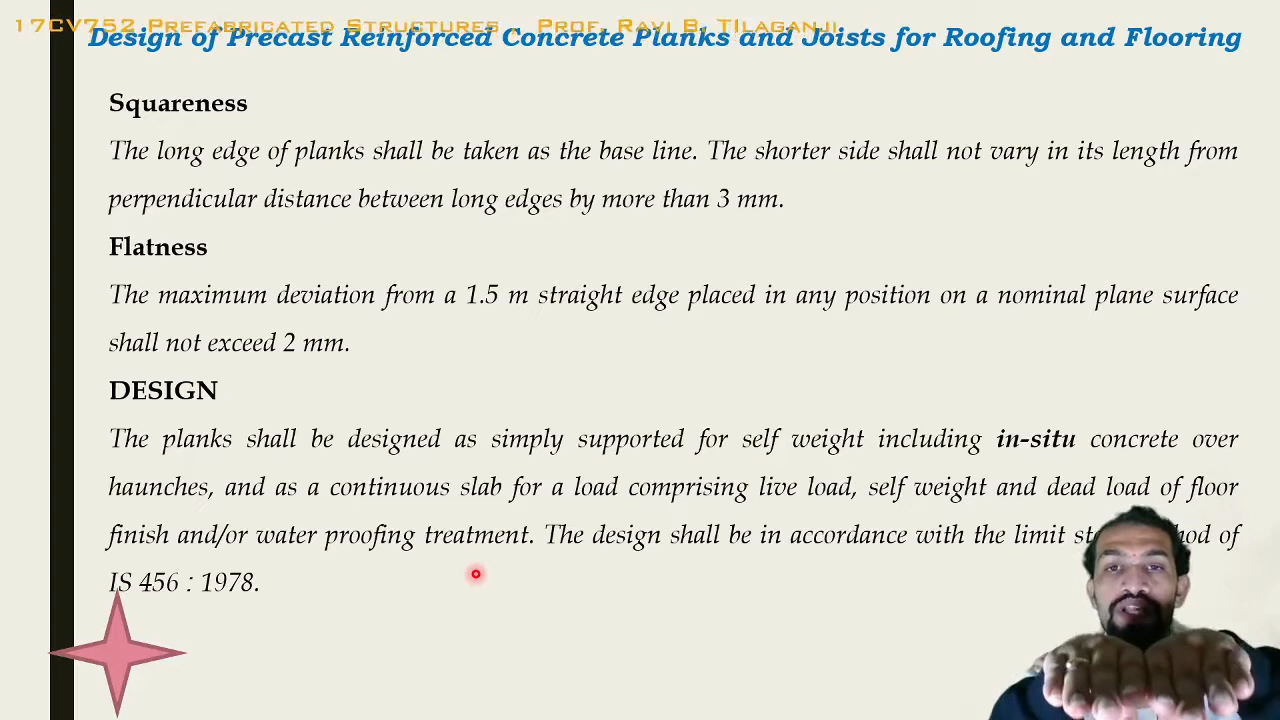 17CV752 Prefabricated Structures , Prof. Ravi B. Tilaganji
Design of Precast Reinforced Concrete Planks and Joists for Roofing and Flooring
Squareness
The long edge of planks shall be taken as the base line. The shorter side shall not vary in its length from
perpendicular distance between long edges by more than 3 mm.
Flatness
The maximum deviation from a 1.5 m straight edge placed in any position on a nominal plane surface
shall not exceed 2 mm.
DESIGN
The planks shall be designed as simply supported for self weight including in-situ concrete over
haunches, and as a continuous slab for a load comprising live load, self weight and dead load of floor
finish and/or water proofing treatment. The design shall be in accordance with the limit of
IS 456 : 1978.